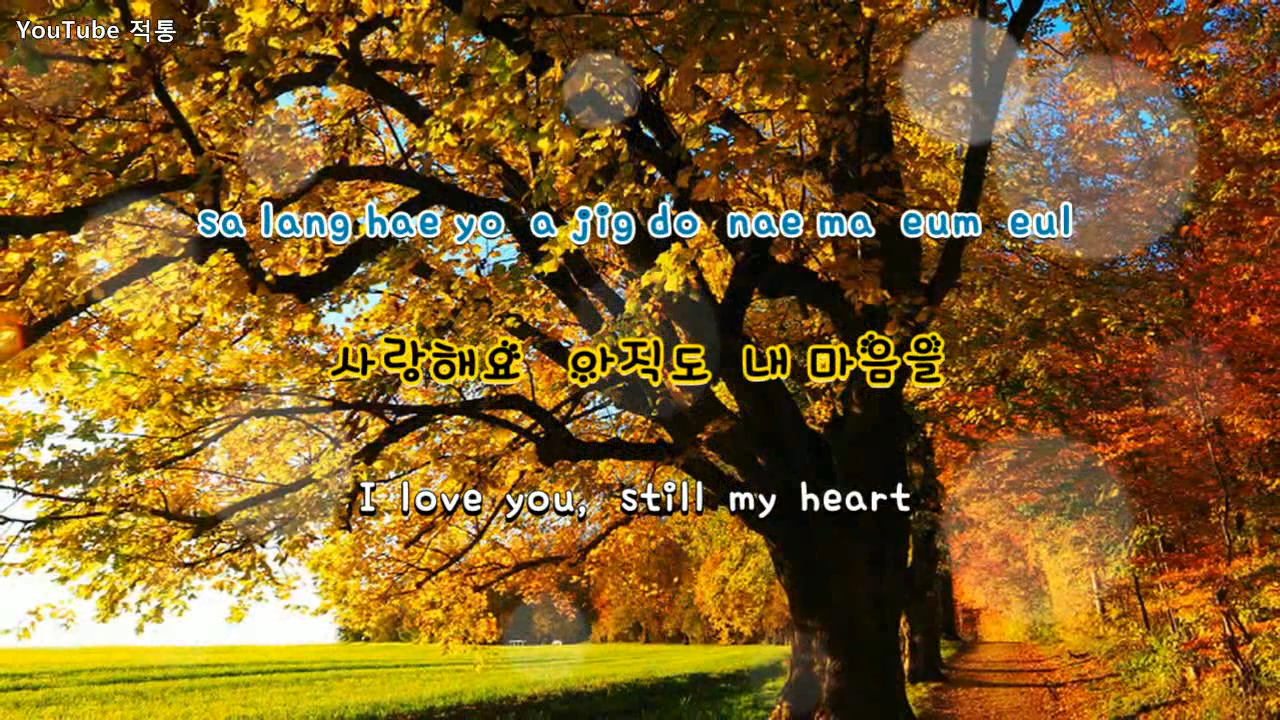 YouTube 적통
sa lang hae yo a jig do nae ma eum eul
사랑해요 아직도 내 마음을
I love you, still my heart